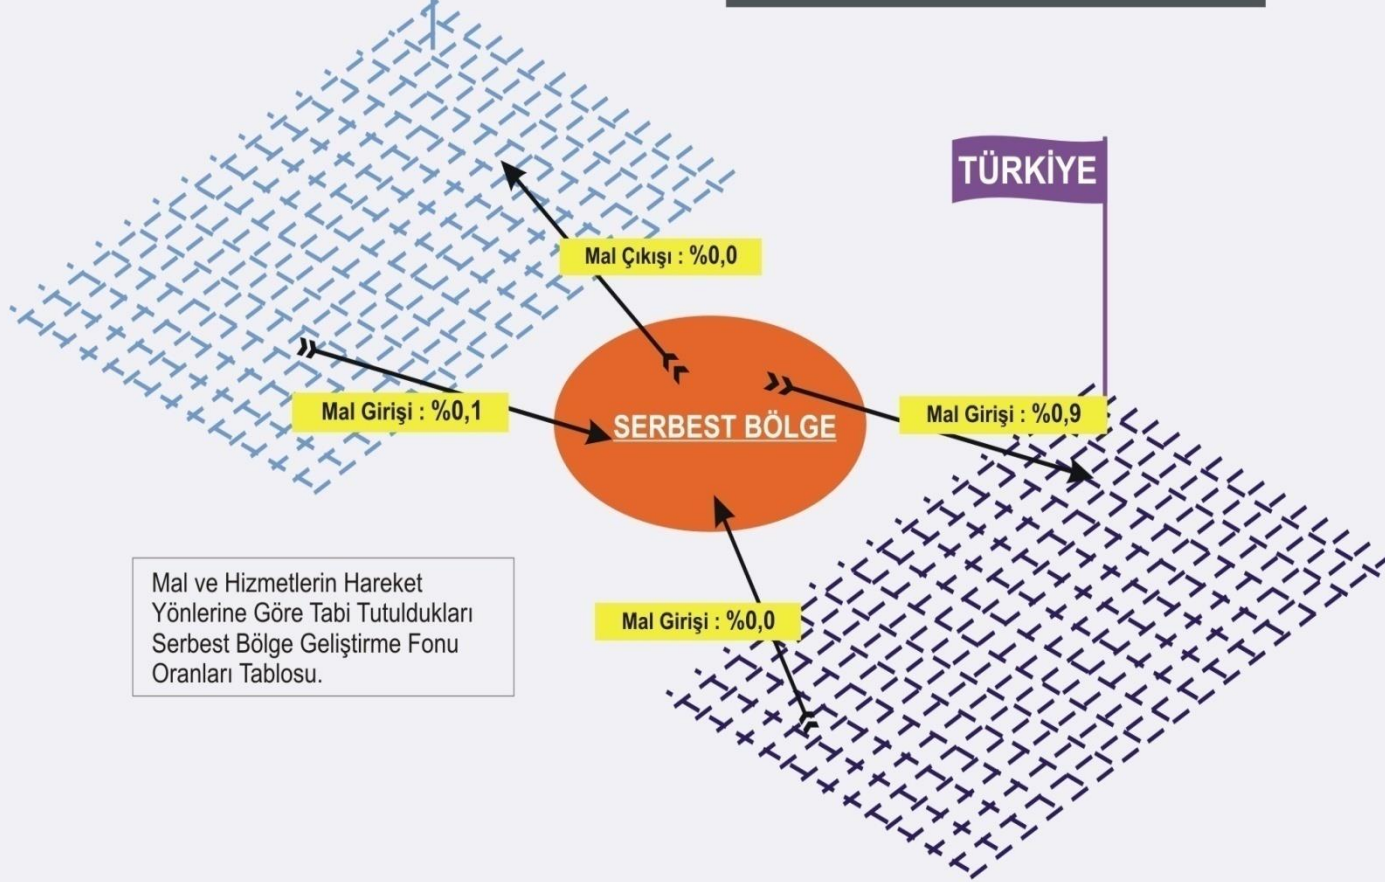 TÜRKİYE
Mal Çıkışı : %0,0
Mal Girişi : %0,1
SERBEST BÖLGE
Mal Girişi : %0,9
Mal Girişi : %0,0
Mal ve Hizmetlerin Hareket
Yönlerine Göre Tabi Tutuldukları
Serbest Bölge Geliştirme Fonu
Oranları Tablosu.